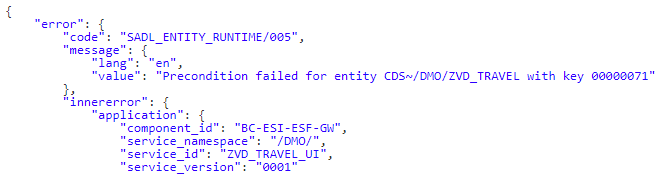 {
"error": {
"code": "SADL_ENTITY_RUNTIME/005",
"message": {
"lang": "en",
"value": "Precondition failed for entity CDS~/DMO/ZVD_TRAVEL with key 00000071"
},
"innererror": {
"application": {
"component_id": "BC-ESI-ESF-GW",
"service_namespace": "/DMO/",
"service_id": "ZVD_TRAVEL_UI",
"service_version": "0001"